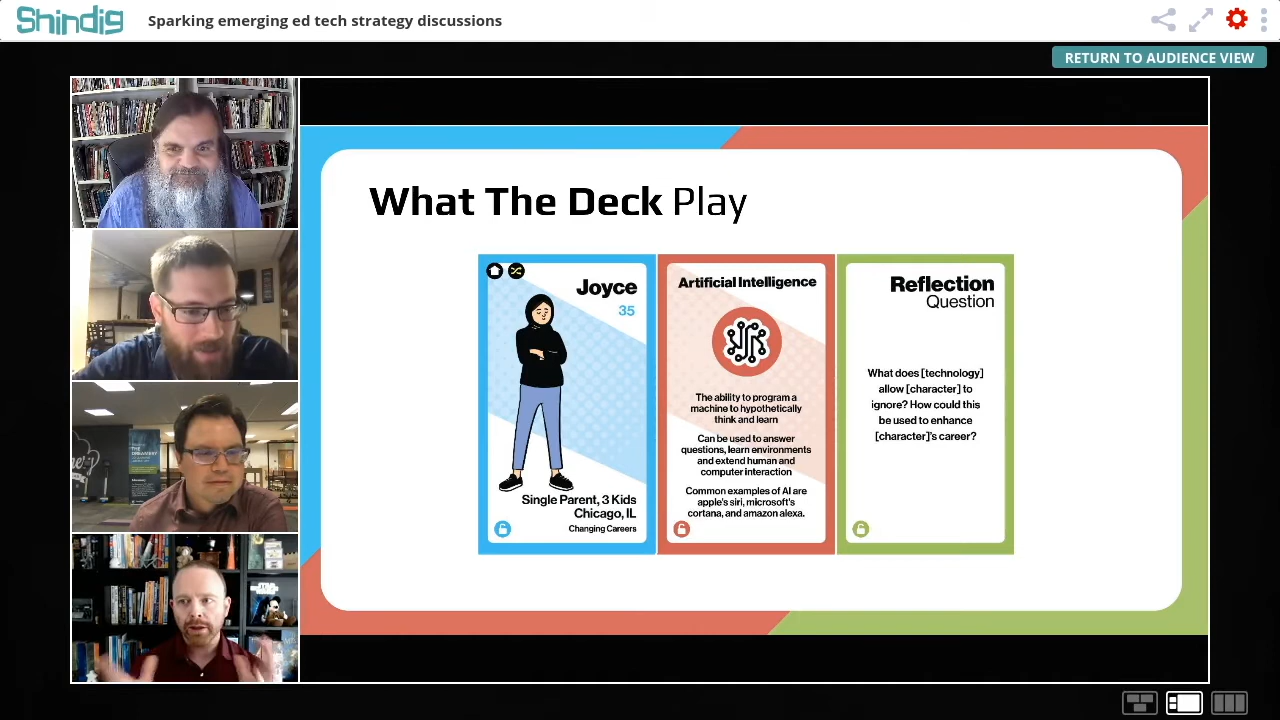 Shindig
Sparking emerging ed tech strategy discussions
RETURN TO AUDIENCE VIEW
What The Deck Play
Joyce
35
Single Parent, 3 Kids
Chicago, IL
Changing Careers
Artificial Intelligence
The ability to program a
machine to hypothetically
think and learn
Can be used to answer
questions, learn environments
and extend human and
computer interaction
Common examples of AI are
apple's siri, microsoft's
cortana, and amazon alexa.
Reflection
Question
What does [technology]
allow [character] to
ignore? How could this
be used to enhance
[character]'s career?
THE
STAR